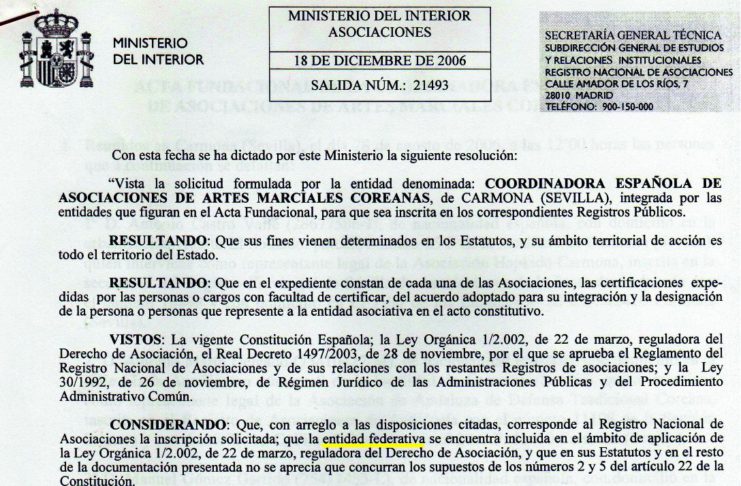 MINISTERIO
DEL INTERIOR
MINISTERIO DEL INTERIOR
ASOCIACIONES
18 DE DICIEMBRE DE 2006
SALIDA NÚM.: 21493
SECRETARÍA GENERAL TÉCNICA
SUBDIRECCIÓN GENERAL DE ESTUDIOS
Y RELACIONES INSTITUCIONALES
REGISTRO NACIONAL DE ASOCIACIONES
CALLE AMADOR DE LOS RÍOS, 7
28010 MADRID
TELÉFONO: 900-150-000
Con esta fecha se ha dictado por este Ministerio la siguiente resolución:
"Vista la solicitud formulada por la entidad denominada: COORDINADORA ESPAÑOLA DE
ASOCIACIONES DE ARTES MARCIALES COREANAS, de CARMONA (SEVILLA), integrada por las
entidades que figuran en el Acta Fundacional, para que sea inscrita en los correspondientes Registros Públicos.
RESULTANDO: Que sus fines vienen determinados en los Estatutos, y su ámbito territorial de acción es
todo el territorio del Estado.
RESULTANDO: Que en el expediente constan de cada una de las Asociaciones, las certificaciones expe-
didas por las personas o cargos con facultad de certificar, del acuerdo adoptado para su integración y la designación
de la persona o personas que represente a la entidad asociativa en el acto constitutivo.
VISTOS: La vigente Constitución Española; la Ley Orgánica 1/2.002, de 22 de marzo, reguladora del
Derecho de Asociación, el Real Decreto 1497/2003, de 28 de noviembre, por el que se aprueba el Reglamento del
Registro Nacional de Asociaciones y de sus relaciones con los restantes Registros de asociaciones; y la Ley
30/1992, de 26 de noviembre, de Régimen Jurídico de las Administraciones Públicas y del Procedimiento
Administrativo Común.
CONSIDERANDO: Que, con arreglo a las disposiciones citadas, corresponde al Registro Nacional de
Asociaciones la inscripción solicitada; que la entidad federativa se encuentra incluida en el ámbito de aplicación de
la Ley Orgánica 1/2.002, de 22 de marzo, reguladora del Derecho de Asociación, y que en sus Estatutos y en el resto
de la documentación presentada no se aprecia que concurran los supuestos de los números 2 y 5 del artículo 22 de la
Constitución.